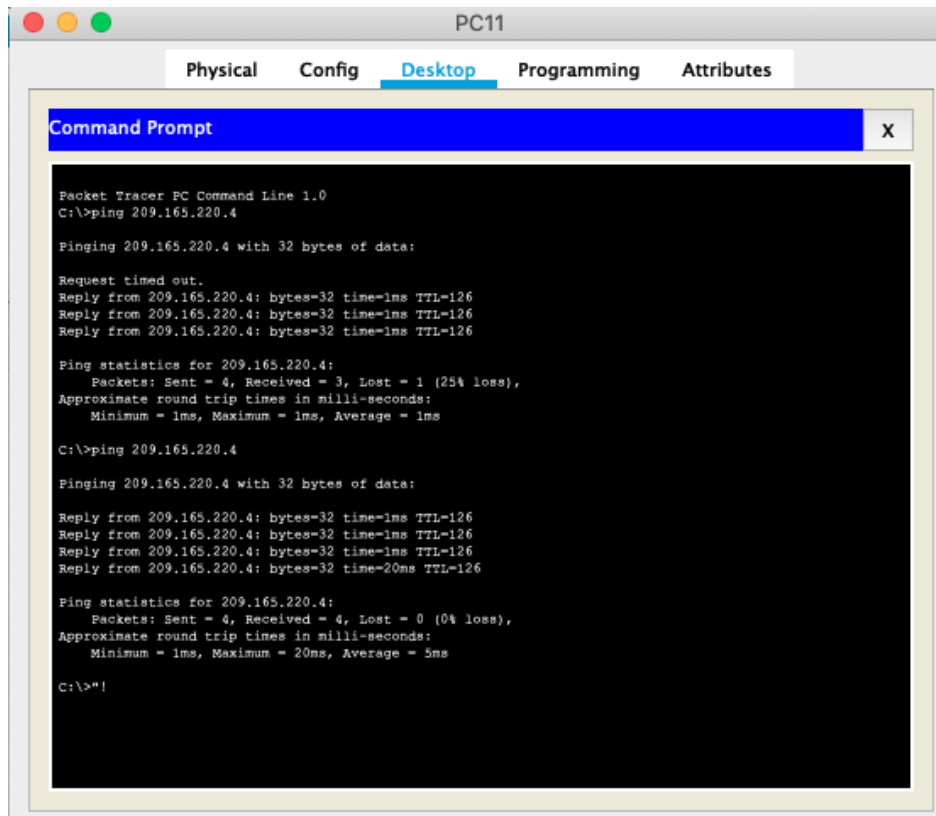 PC11
Physical Config Desktop Programming Attributes
Command Prompt X
Packet Tracer PC Command Line 1.0
C:\>ping 209.165.220.4
Pinging 209.165.220.4 with 32 bytes of data:
Request timed out.
Reply from 209.165.220.4: bytes=32 time=1ms TTL=126
Reply from 209.165.220.4: bytes=32 time=1ms TTL=126
Reply from 209.165.220.4: bytes=32 time=1ms TTL=126
Ping statistics for 209.165.220.4:
Packets: Sent = 4, Received = 3, Lost = 1 (25% loss),
Approximate round trip times in milli-seconds:
Minimum = 1ms, Maximum = 1ms, Average = 1ms
C:\>ping 209.165.220.4
Pinging 209.165.220.4 with 32 bytes of data:
Reply from 209.165.220.4: bytes=32 time=1ms TTL=126
Reply from 209.165.220.4: bytes=32 time=1ms TTL=126
Reply from 209.165.220.4: bytes=32 time=1ms TTL=126
Reply from 209.165.220.4: bytes=32 time=20ms TTL=126
Ping statistics for 209.165.220.4:
Packets: Sent = 4, Received = 4, Lost = 0 (0% loss),
Approximate round trip times in milli-seconds:
Minimum = 1ms, Maximum = 20ms, Average = 5ms
C:\>"!